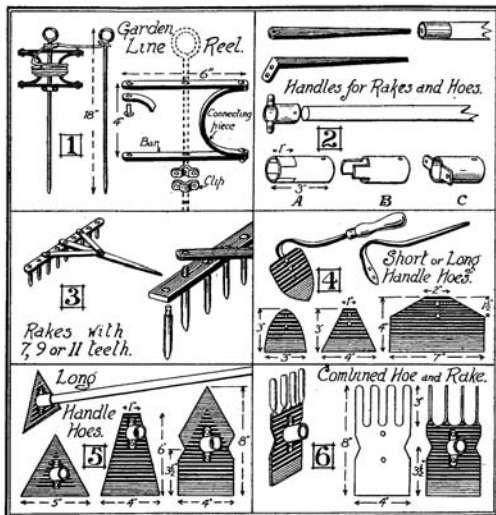 Garden
Line Reel.
6"
18"
4"
Connecting
piece
Bar
Clip
1
Handles for Rakes and Hoes.
2
1"
3"
A B C
3
Rakes with
7, 9 or 11 teeth.
Short or Long
Handle Hoes.
4
3" 3"
3" 1" 4"
2" 4" 7"
Long
Handle
Hoes.
5
5"
1" 6" 4"
3½" 8" 4"
Combined Hoe and Rake.
6
8" 4"
3" 3½"